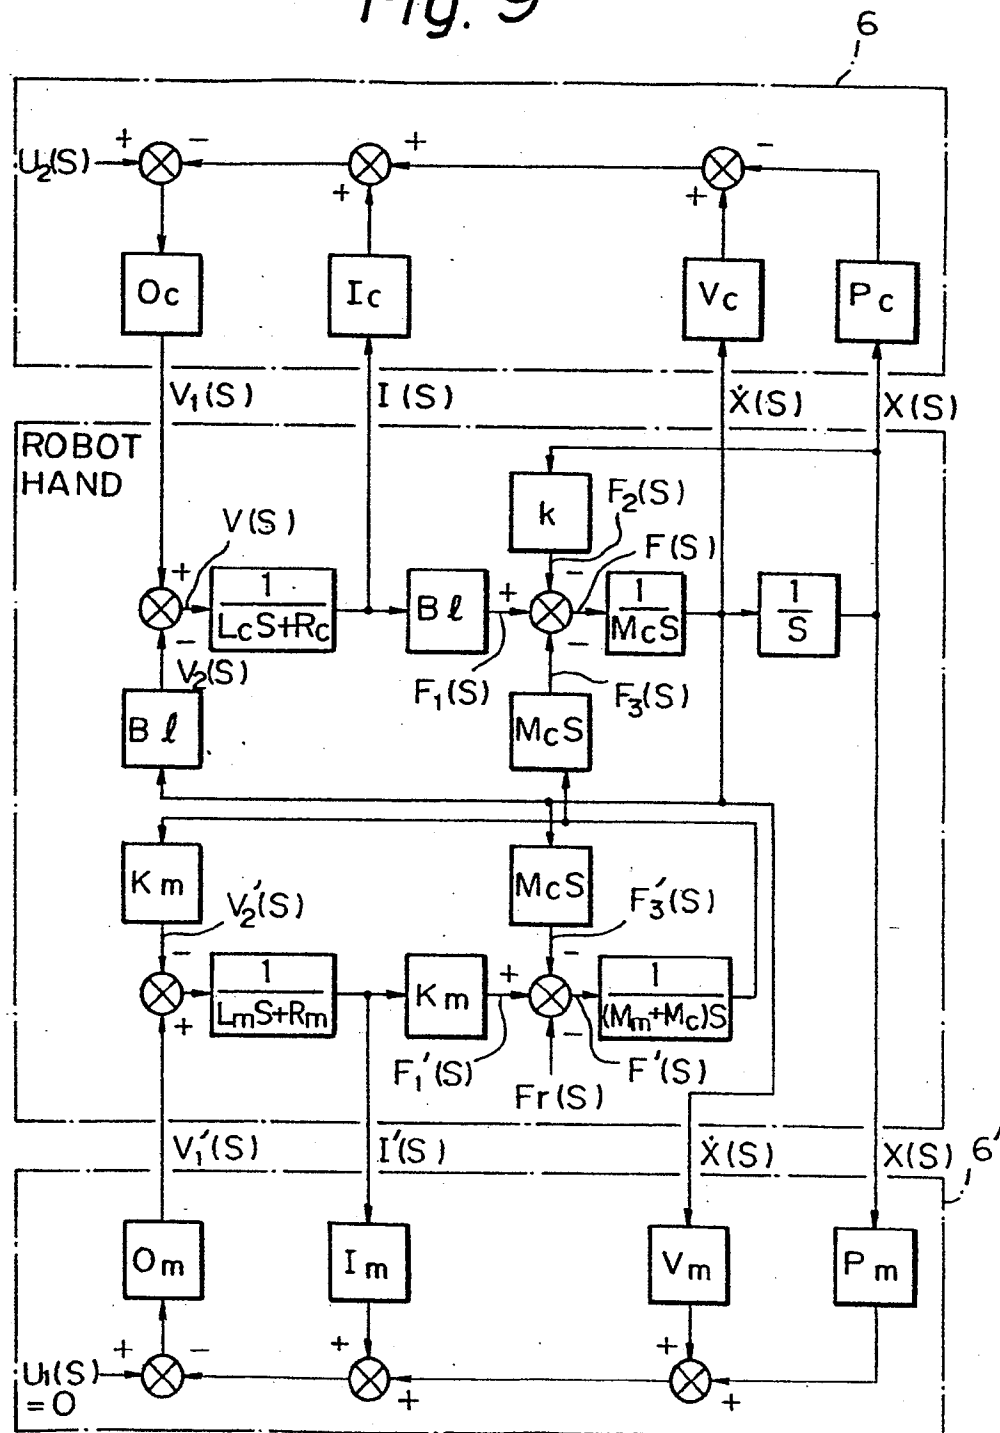 Fig. 9
6
+
−
+
−
U₂(S)
+
+
Oc
Ic
Vc
Pc
V₁(S)
I(S)
Ẋ(S)
X(S)
ROBOT
HAND
k
F₂(S)
V(S)
F(S)
+
−
1/(LcS+Rc)
Bℓ
+
−
1/(McS)
1/S
−
V₂(S)
F₁(S)
F₃(S)
Bℓ
McS
Km
McS
V₂′(S)
F₃′(S)
−
+
1/(LmS+Rm)
Km
+
−
−
1/((Mm+Mc)S)
F₁′(S)
F′(S)
Fr(S)
V₁′(S)
I′(S)
Ẋ(S)
X(S)
6′
Om
Im
Vm
Pm
+
−
+
+
U₁(S)
=0
+
+